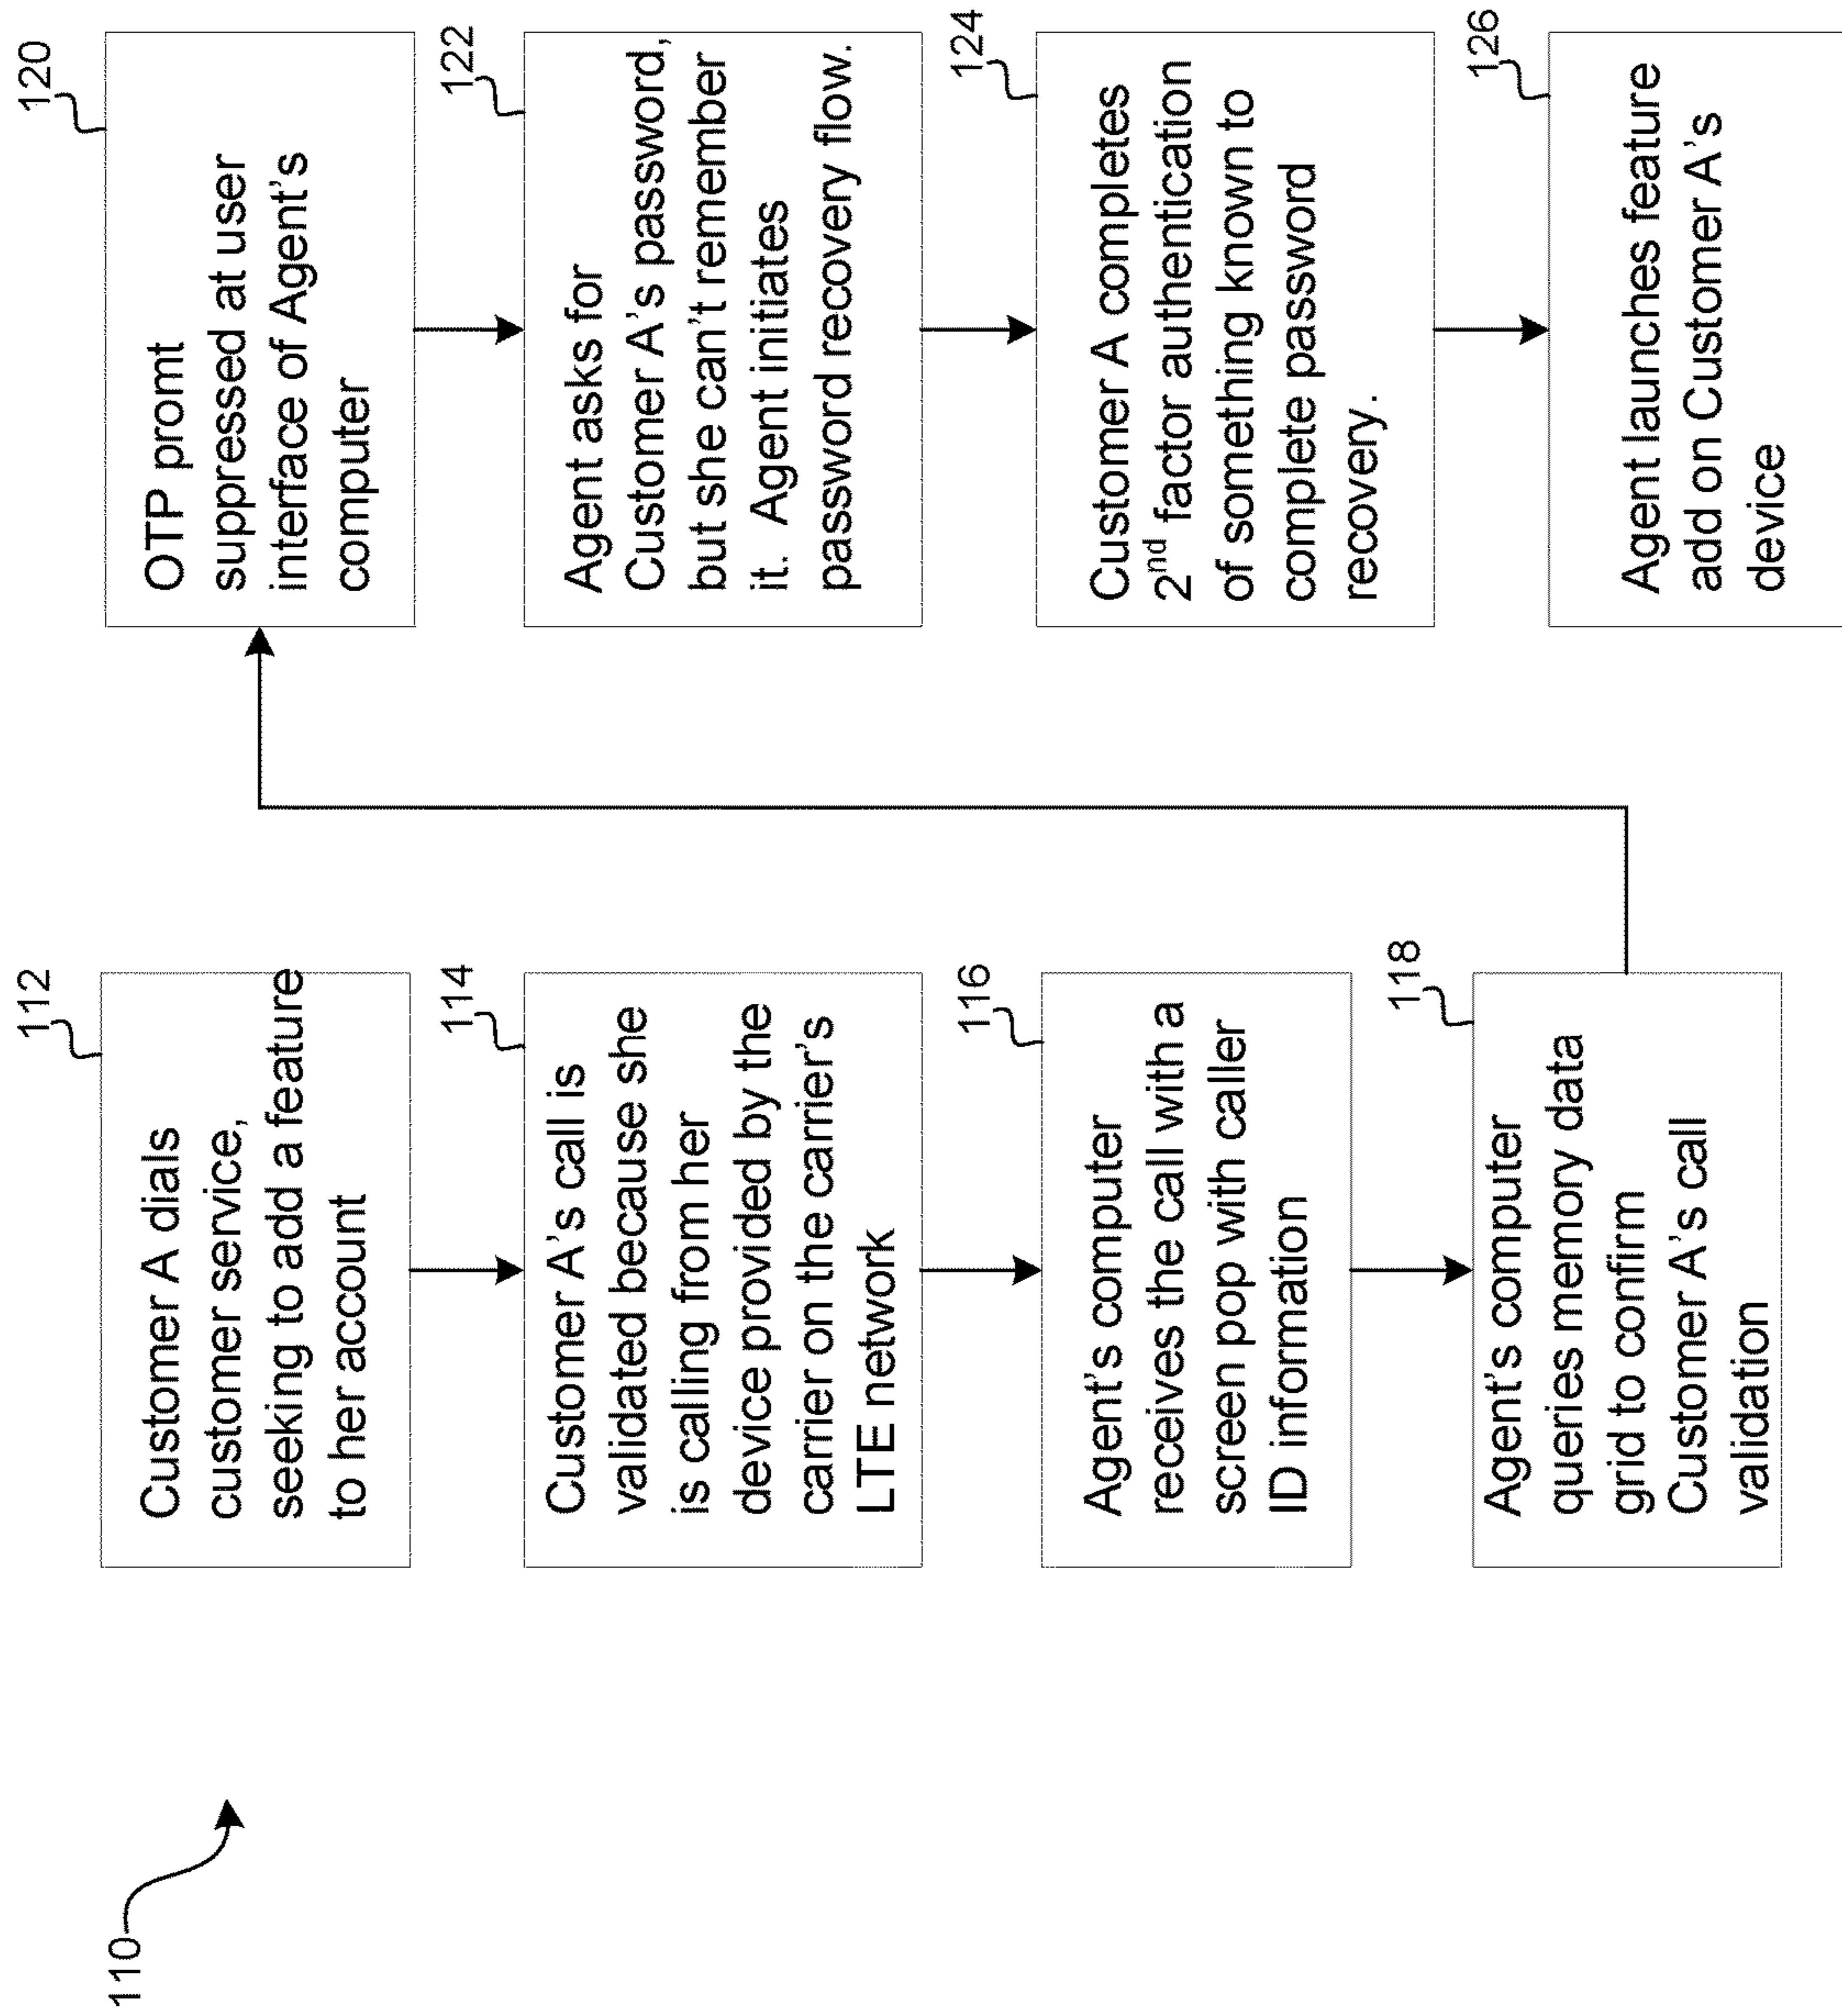 110
112
Customer A dials
customer service,
seeking to add a feature
to her account
114
Customer A's call is
validated because she
is calling from her
device provided by the
carrier on the carrier's
LTE network
116
Agent's computer
receives the call with a
screen pop with caller
ID information
118
Agent's computer
queries memory data
grid to confirm
Customer A's call
validation
120
OTP promt
suppressed at user
interface of Agent's
computer
122
Agent asks for
Customer A's password,
but she can't remember
it. Agent initiates
password recovery flow.
124
Customer A completes
2nd factor authentication
of something known to
complete password
recovery.
126
Agent launches feature
add on Customer A's
device